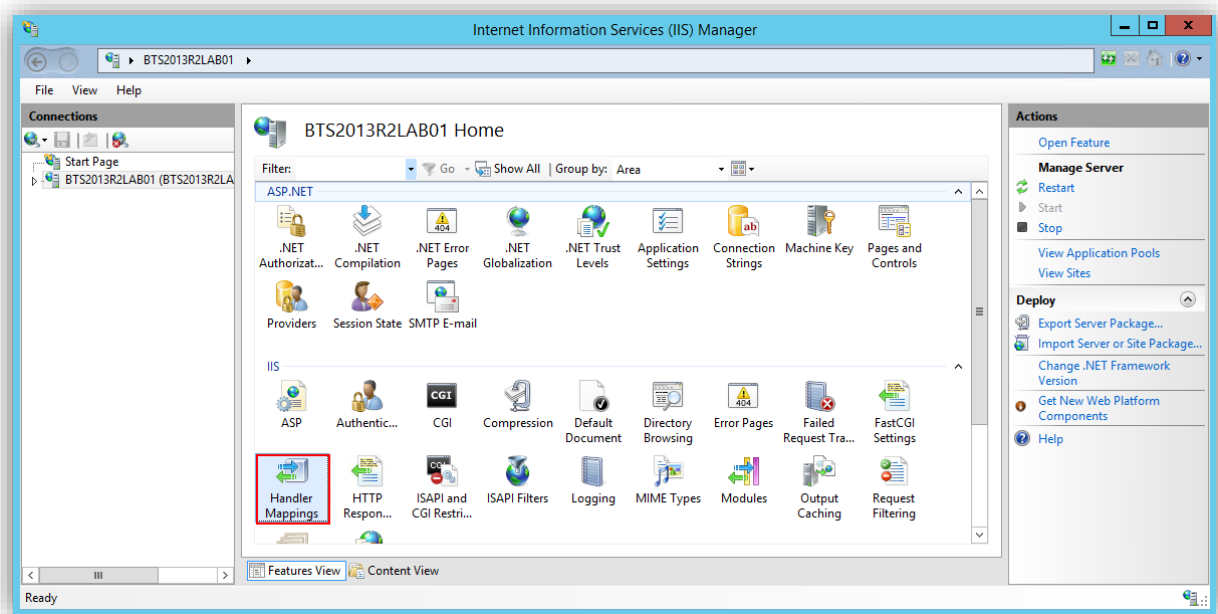 Internet Information Services (IIS) Manager
BTS2013R2LAB01
File View Help
Connections
Start Page
BTS2013R2LAB01 (BTS2013R2LA
BTS2013R2LAB01 Home
Filter: Go Show All Group by: Area
ASP.NET
.NET Authorizat...
.NET Compilation
.NET Error Pages
.NET Globalization
.NET Trust Levels
Application Settings
Connection Strings
Machine Key
Pages and Controls
Providers
Session State
SMTP E-mail
IIS
ASP
Authentic...
CGI
Compression
Default Document
Directory Browsing
Error Pages
Failed Request Tra...
FastCGI Settings
Handler Mappings
HTTP Respon...
ISAPI and CGI Restri...
ISAPI Filters
Logging
MIME Types
Modules
Output Caching
Request Filtering
Features View
Content View
Actions
Open Feature
Manage Server
Restart
Start
Stop
View Application Pools
View Sites
Deploy
Export Server Package...
Import Server or Site Package...
Change .NET Framework
Version
Get New Web Platform
Components
Help
Ready